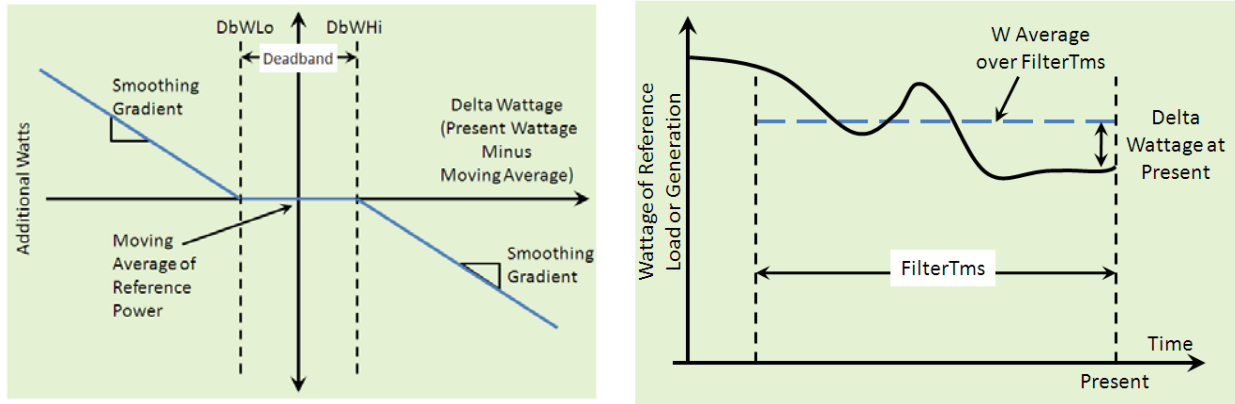 DbWLo
DbWHi
Deadband
Smoothing
Gradient
Delta Wattage
(Present Wattage
Minus
Moving Average)
Additional Watts
Moving
Average of
Reference
Power
Smoothing
Gradient
W Average
over FilterTms
Delta
Wattage at
Present
Wattage of Reference
Load or Generation
FilterTms
Time
Present